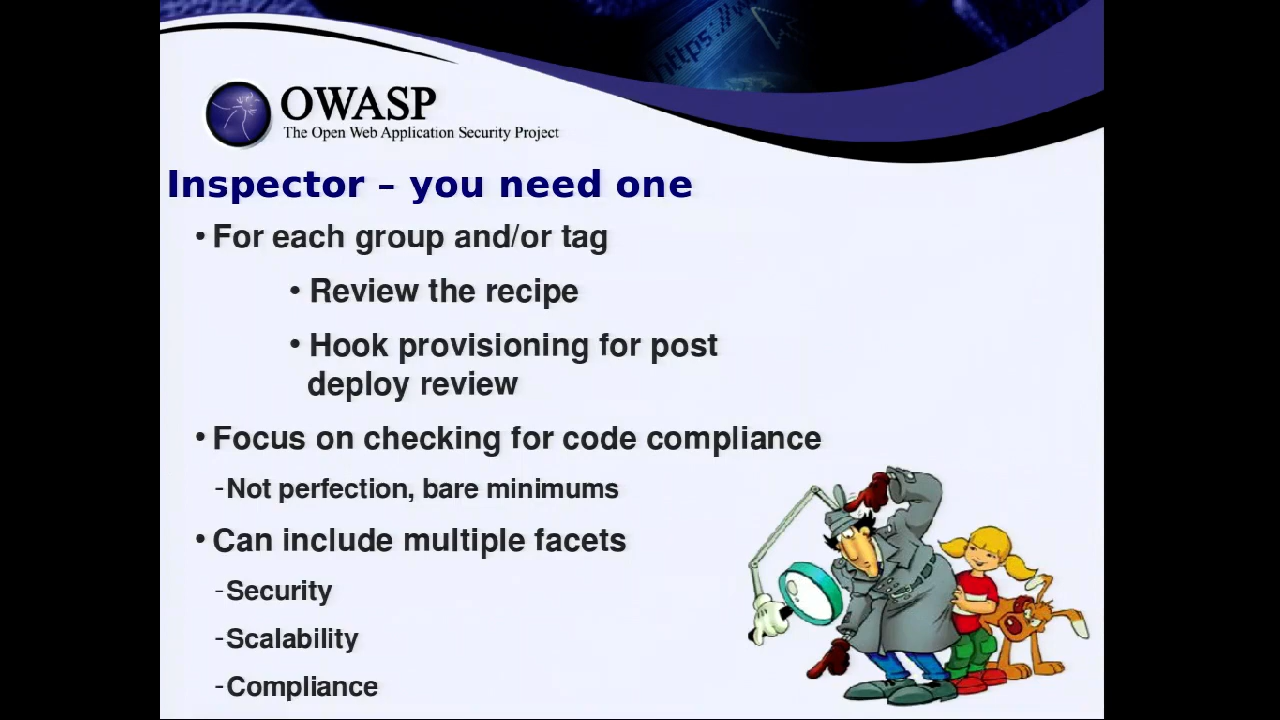 https://w
OWASP
The Open Web Application Security Project
Inspector – you need one
• For each group and/or tag
• Review the recipe
• Hook provisioning for post
deploy review
• Focus on checking for code compliance
-Not perfection, bare minimums
• Can include multiple facets
-Security
-Scalability
-Compliance